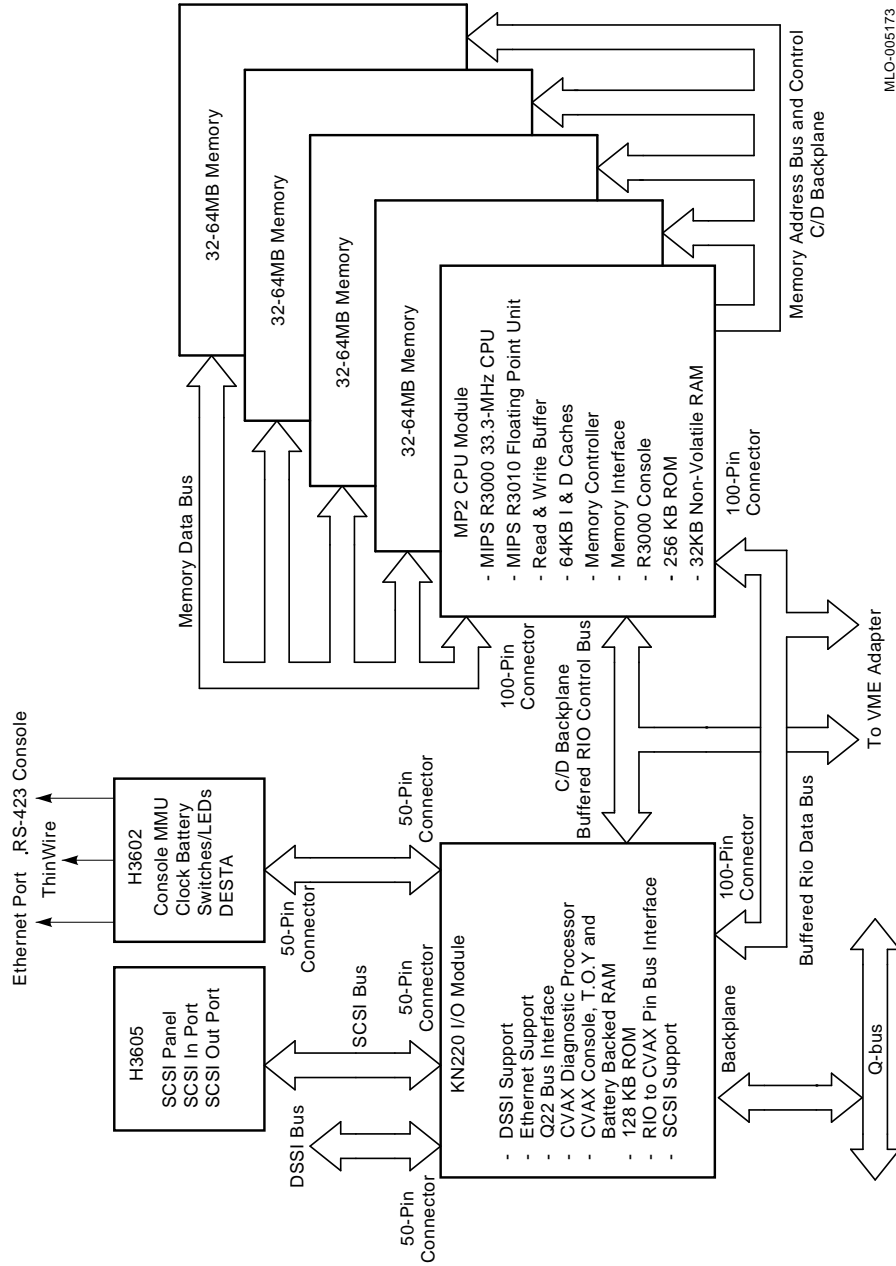 Ethernet Port ,RS-423 Console
ThinWire
H3605
SCSI Panel
SCSI In Port
SCSI Out Port
H3602
Console MMU
Clock Battery
Switches/LEDs
DESTA
DSSI Bus
50-Pin
Connector
SCSI Bus
50-Pin
Connector
50-Pin
Connector
50-Pin
Connector
KN220 I/O Module
- DSSI Support
- Ethernet Support
- Q22 Bus Interface
- CVAX Diagnostic Processor
- CVAX Console, T.O.Y and
Battery Backed RAM
- 128 KB ROM
- RIO to CVAX Pin Bus Interface
- SCSI Support
Backplane
Q-bus
100-Pin
Connector
Buffered Rio Data Bus
C/D Backplane
Buffered RIO Control Bus
To VME Adapter
Memory Data Bus
100-Pin
Connector
32-64MB Memory
32-64MB Memory
32-64MB Memory
32-64MB Memory
MP2 CPU Module
- MIPS R3000 33.3-MHz CPU
- MIPS R3010 Floating Point Unit
- Read & Write Buffer
- 64KB I & D Caches
- Memory Controller
- Memory Interface
- R3000 Console
- 256 KB ROM
- 32KB Non-Volatile RAM
100-Pin
Connector
Memory Address Bus and Control
C/D Backplane
MLO-005173